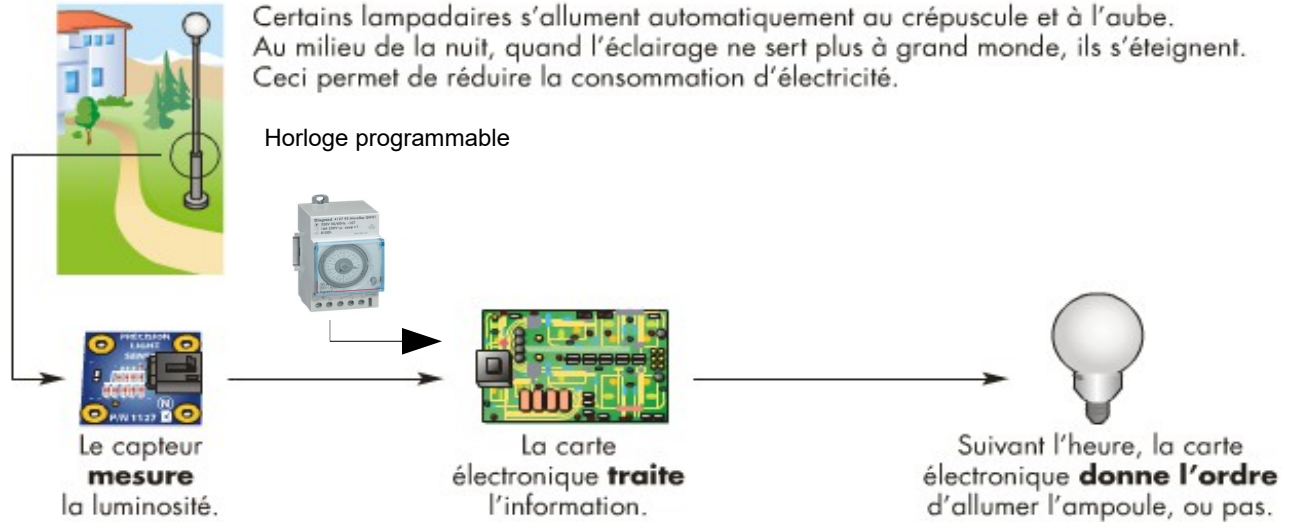 Certains lampadaires s'allument automatiquement au crépuscule et à l'aube.
Au milieu de la nuit, quand l'éclairage ne sert plus à grand monde, ils s'éteignent.
Ceci permet de réduire la consommation d'électricité.
Horloge programmable
PRECISION
LIGHT
P/N 1127
Le capteur
mesure
la luminosité.
La carte
électronique traite
l'information.
Suivant l'heure, la carte
électronique donne l'ordre
d'allumer l'ampoule, ou pas.